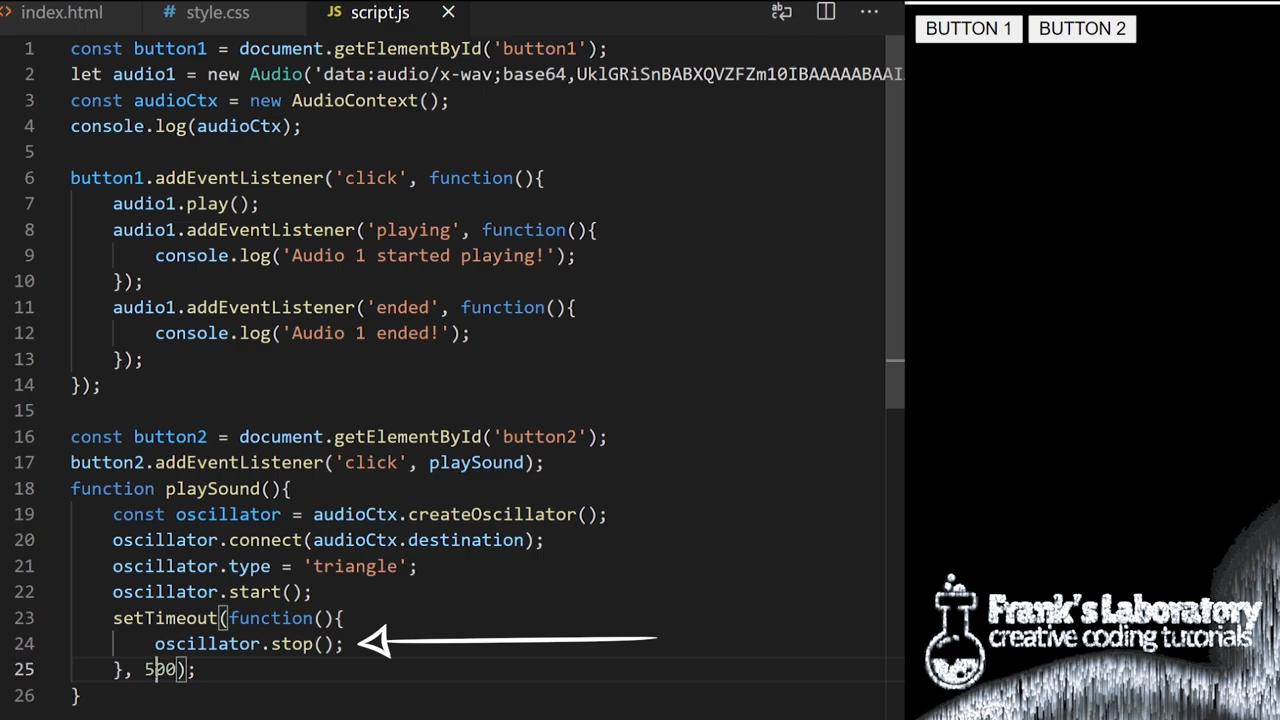 index.html
# style.css
JS script.js
BUTTON 1 BUTTON 2
1 const button1 = document.getElementById('button1');
2 let audio1 = new Audio('data:audio/x-wav;base64,UklGRiSnBABXQVZFZm10IBAAAAABAAI
3 const audioCtx = new AudioContext();
4 console.log(audioCtx);
5
6 button1.addEventListener('click', function(){
7 audio1.play();
8 audio1.addEventListener('playing', function(){
9 console.log('Audio 1 started playing!');
10 });
11 audio1.addEventListener('ended', function(){
12 console.log('Audio 1 ended!');
13 });
14 });
15
16 const button2 = document.getElementById('button2');
17 button2.addEventListener('click', playSound);
18 function playSound(){
19 const oscillator = audioCtx.createOscillator();
20 oscillator.connect(audioCtx.destination);
21 oscillator.type = 'triangle';
22 oscillator.start();
23 setTimeout(function(){
24 oscillator.stop();
25 }, 500);
26 }
Frank's Laboratory
creative coding tutorials